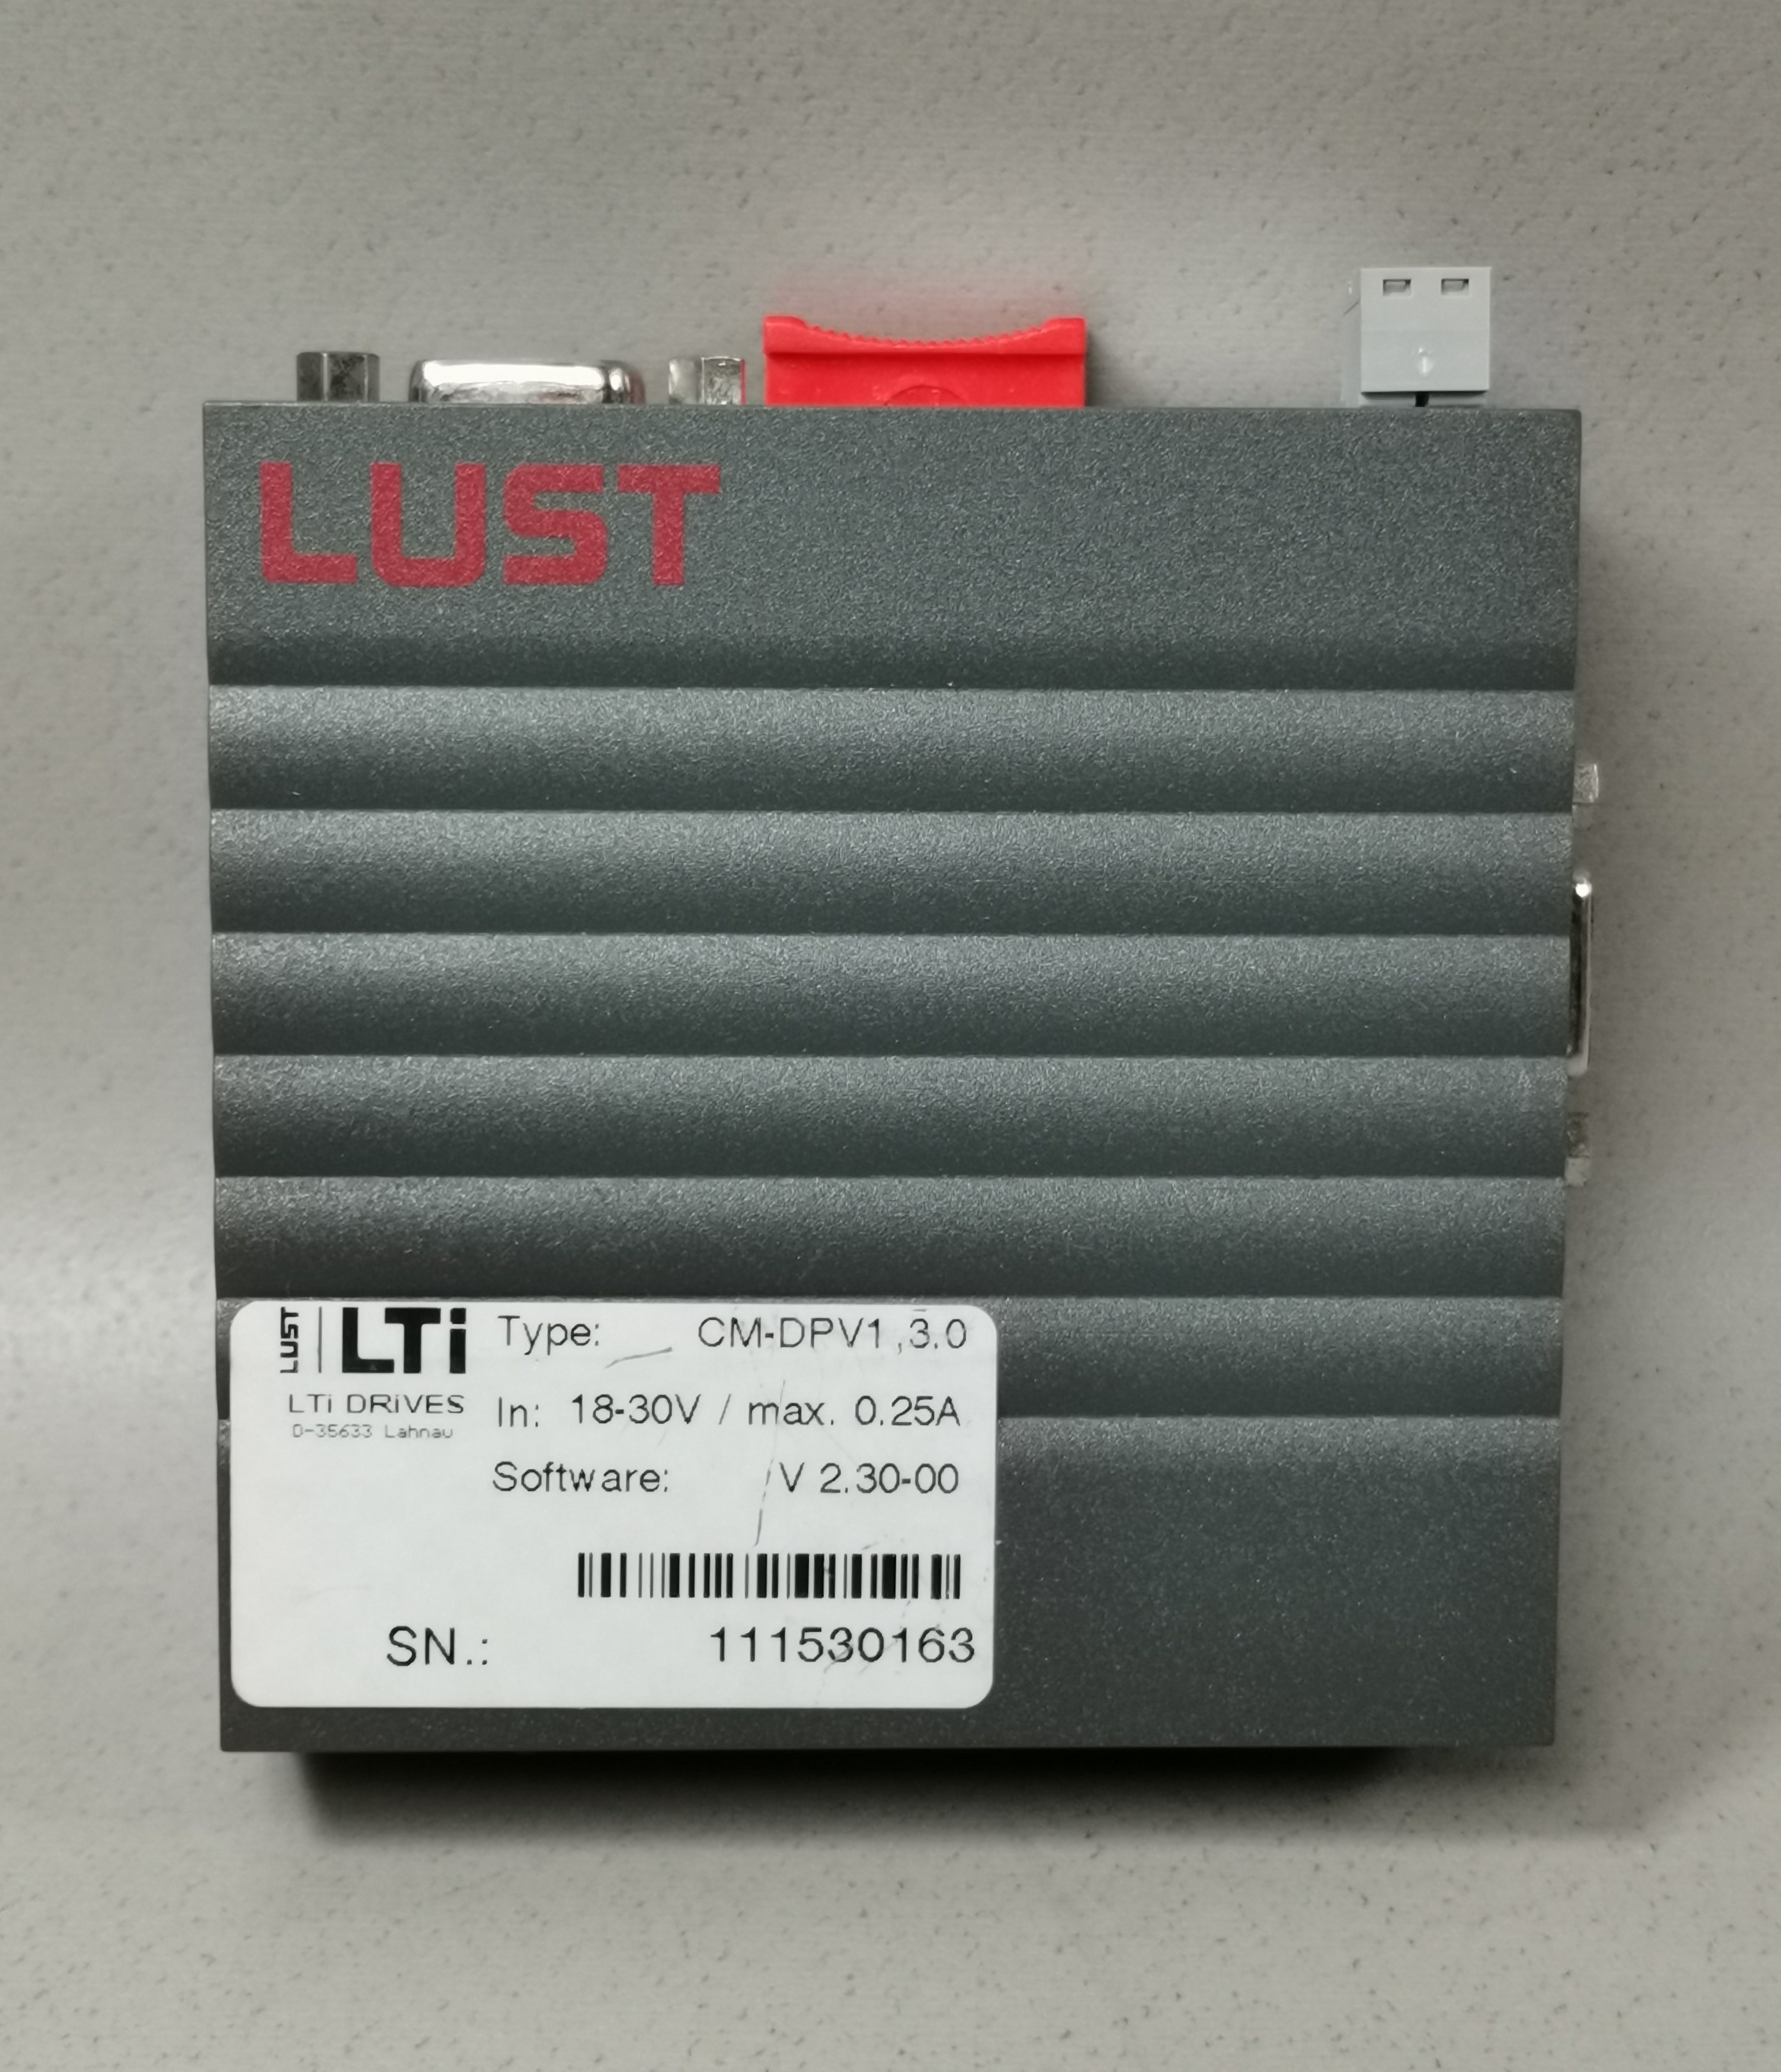 LUST
LUST LTi
LTi DRiVES
D-35633 Lahnau
Type: CM-DPV1,3.0
In: 18-30V / max. 0.25A
Software: V 2.30-00
SN.: 111530163